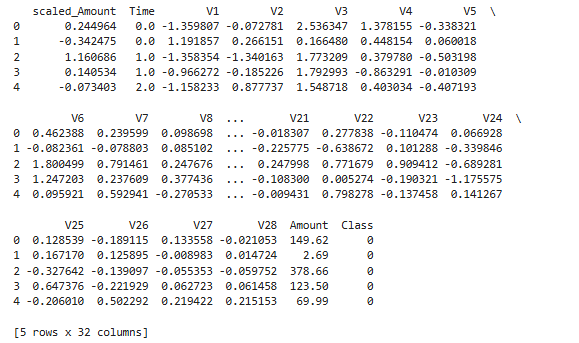 scaled_Amount Time V1 V2 V3 V4 V5 \
0 0.244964 0.0 -1.359807 -0.072781 2.536347 1.378155 -0.338321
1 -0.342475 0.0 1.191857 0.266151 0.166480 0.448154 0.060018
2 1.160686 1.0 -1.358354 -1.340163 1.773209 0.379780 -0.503198
3 0.140534 1.0 -0.966272 -0.185226 1.792993 -0.863291 -0.010309
4 -0.073403 2.0 -1.158233 0.877737 1.548718 0.403034 -0.407193
V6 V7 V8 ... V21 V22 V23 V24 \
0 0.462388 0.239599 0.098698 ... -0.018307 0.277838 -0.110474 0.066928
1 -0.082361 -0.078803 0.085102 ... -0.225775 -0.638672 0.101288 -0.339846
2 1.800499 0.791461 0.247676 ... 0.247998 0.771679 0.909412 -0.689281
3 1.247203 0.237609 0.377436 ... -0.108300 0.005274 -0.190321 -1.175575
4 0.095921 0.592941 -0.270533 ... -0.009431 0.798278 -0.137458 0.141267
V25 V26 V27 V28 Amount Class
0 0.128539 -0.189115 0.133558 -0.021053 149.62 0
1 0.167170 0.125895 -0.008983 0.014724 2.69 0
2 -0.327642 -0.139097 -0.055353 -0.059752 378.66 0
3 0.647376 -0.221929 0.062723 0.061458 123.50 0
4 -0.206010 0.502292 0.219422 0.215153 69.99 0
[5 rows x 32 columns]